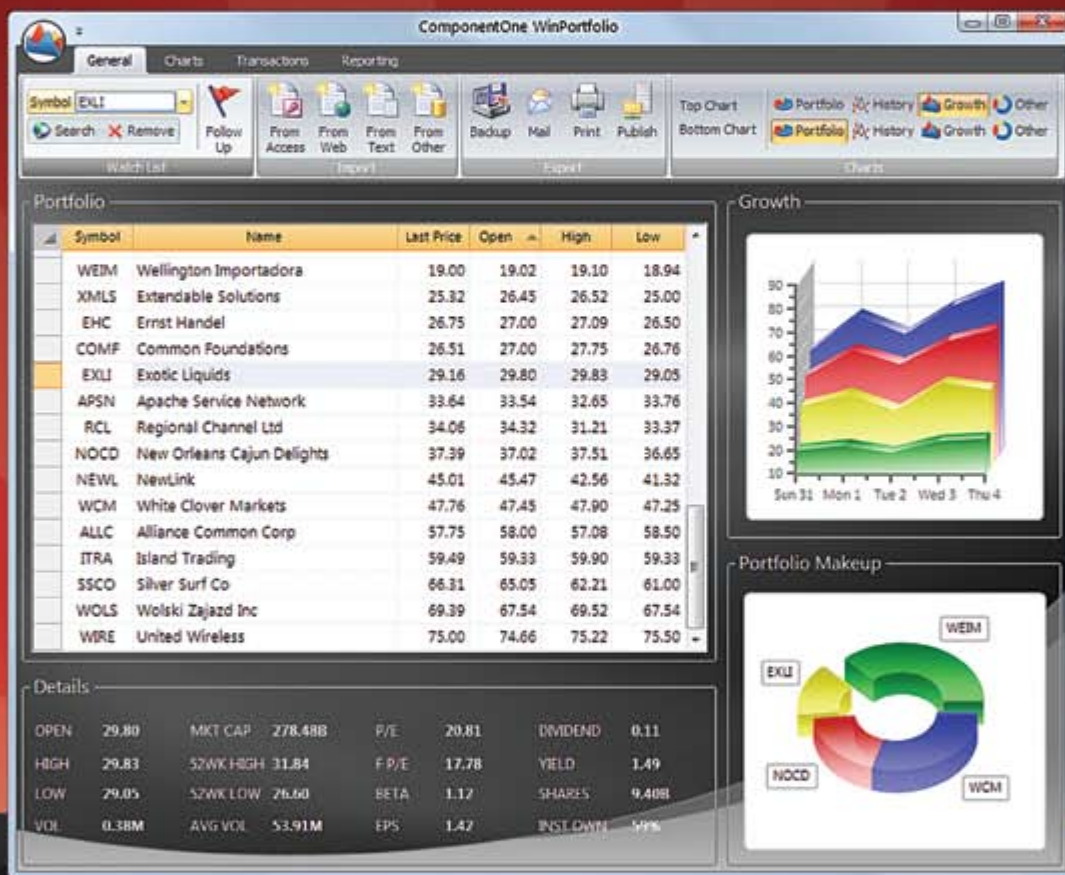 ComponentOne WinPortfolio
General Charts Transactions Reporting
Symbol EXLI
Search Remove
Follow Up
Watch List
From Access
From Web
From Text
From Other
Import
Backup Mail Print Publish
Export
Top Chart Portfolio History Growth Other
Bottom Chart Portfolio History Growth Other
Charts
Portfolio
Symbol Name Last Price Open High Low
WEIM Wellington Importadora 19.00 19.02 19.10 18.94
XMLS Extendable Solutions 25.32 26.45 26.52 25.00
EHC Ernst Handel 26.75 27.00 27.09 26.50
COMF Common Foundations 26.51 27.00 27.75 26.76
EXLI Exotic Liquids 29.16 29.80 29.83 29.05
APSN Apache Service Network 33.64 33.54 32.65 33.76
RCL Regional Channel Ltd 34.06 34.32 31.21 33.37
NOCD New Orleans Cajun Delights 37.39 37.02 37.51 36.65
NEWL NewLink 45.01 45.47 42.56 41.32
WCM White Clover Markets 47.76 47.45 47.90 47.25
ALLC Alliance Common Corp 57.75 58.00 57.08 58.50
ITRA Island Trading 59.49 59.33 59.90 59.33
SSCO Silver Surf Co 66.31 65.05 62.21 61.00
WOLS Wolski Zajazd Inc 69.39 67.54 69.52 67.54
WIRE United Wireless 75.00 74.66 75.22 75.50
Growth
90
80
70
60
50
40
30
20
10
Sun 31 Mon 1 Tue 2 Wed 3 Thu 4
Portfolio Makeup
WEIM
EXLI
NOCD
WCM
Details
OPEN 29.80 MKT CAP 278.48B P/E 20.81 DIVIDEND 0.11
HIGH 29.83 52WK HIGH 31.84 F P/E 17.78 YIELD 1.49
LOW 29.05 52WK LOW 26.60 BETA 1.12 SHARES 9.40B
VOL 0.38M AVG VOL 53.91M EPS 1.42 INST OWN 59%